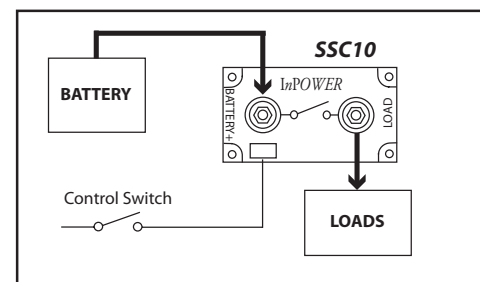 SSC10
BATTERY
InPOWER
BATTERY+
LOAD
Control Switch
LOADS